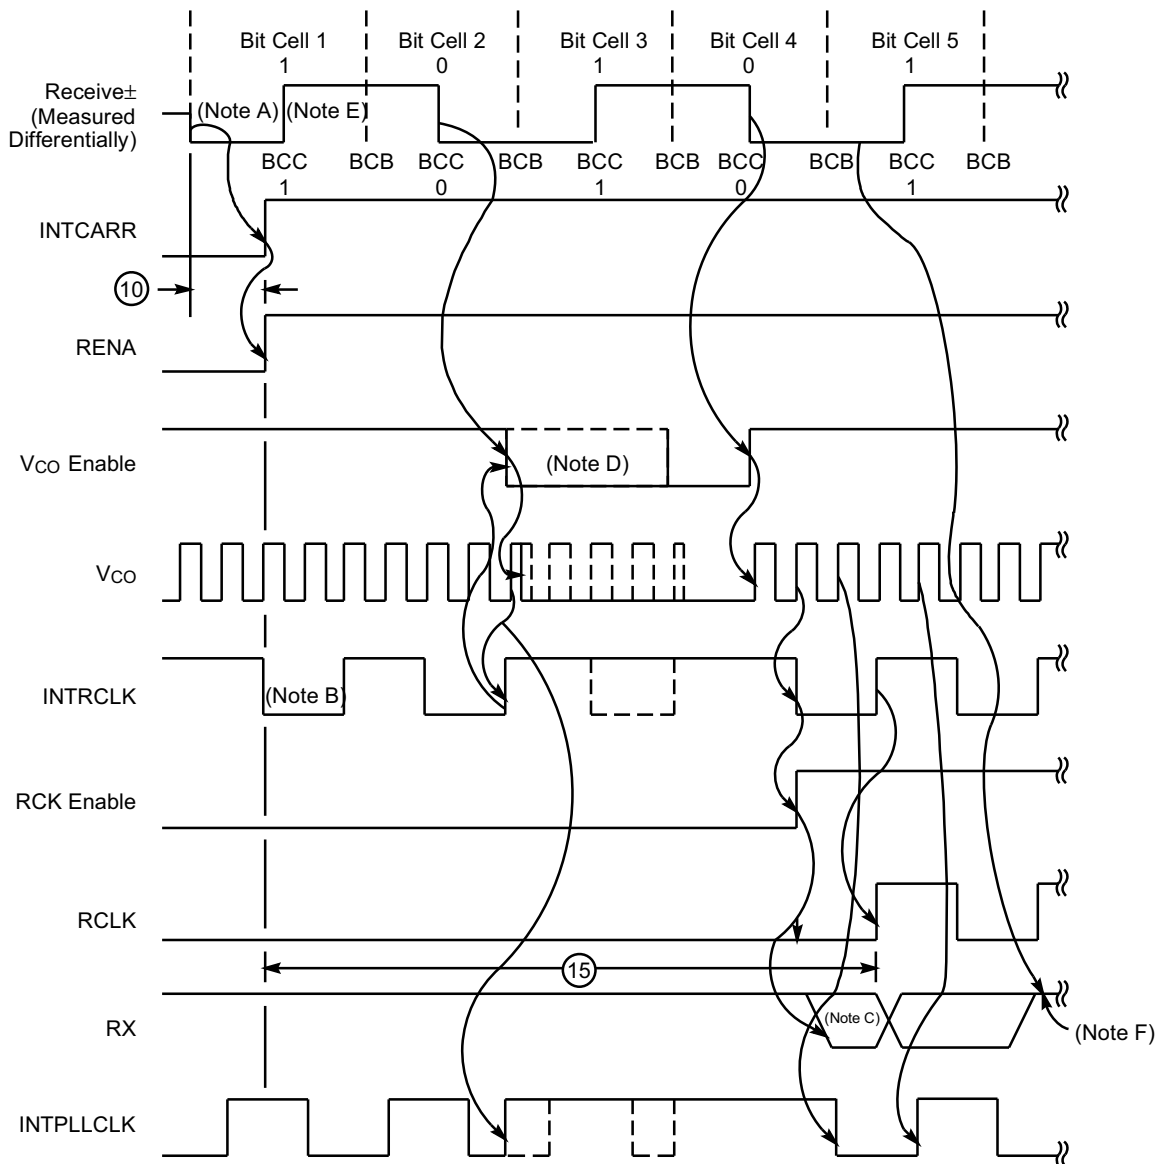 Bit Cell 1 Bit Cell 2 Bit Cell 3 Bit Cell 4 Bit Cell 5
1 0 1 0 1
Receive±
(Measured
Differentially)
(Note A) (Note E)
BCC BCB BCC BCB BCC BCB BCC BCB BCC BCB
1 0 1 0 1
INTCARR
10
RENA
VCO Enable
(Note D)
VCO
INTRCLK
(Note B)
RCK Enable
RCLK
15
RX
(Note C)
(Note F)
INTPLLCLK